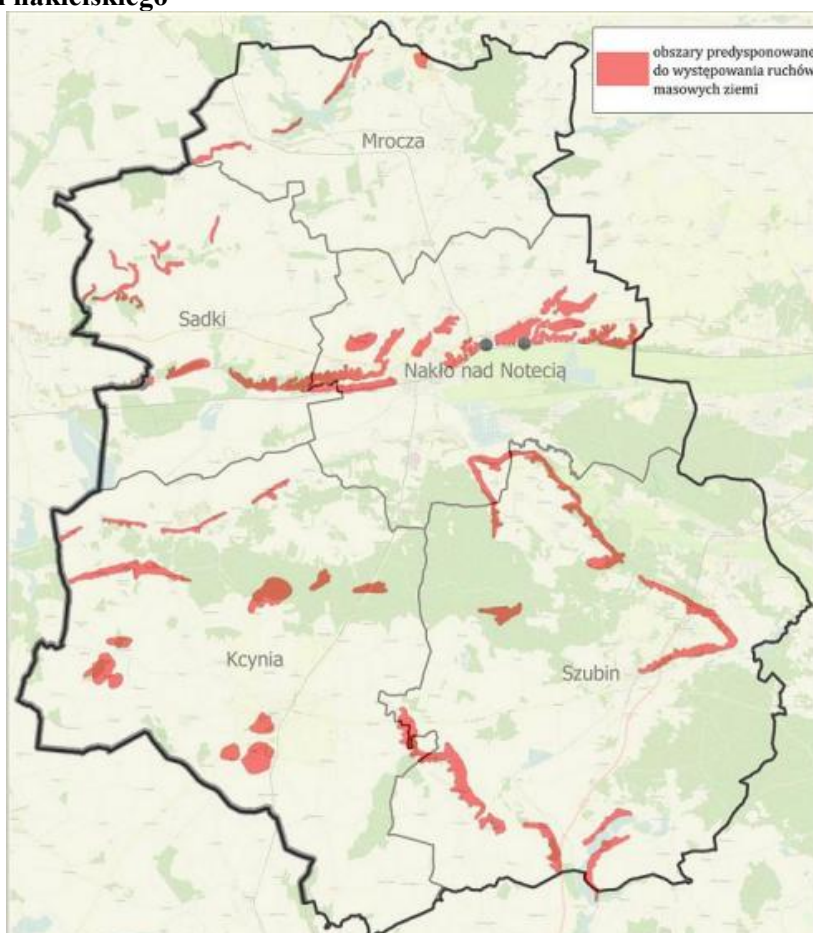 nakielskiego
obszary predysponowane
do występowania ruchów
masowych ziemi
Mrocza
Sadki
Nakło nad Notecią
Kcynia
Szubin